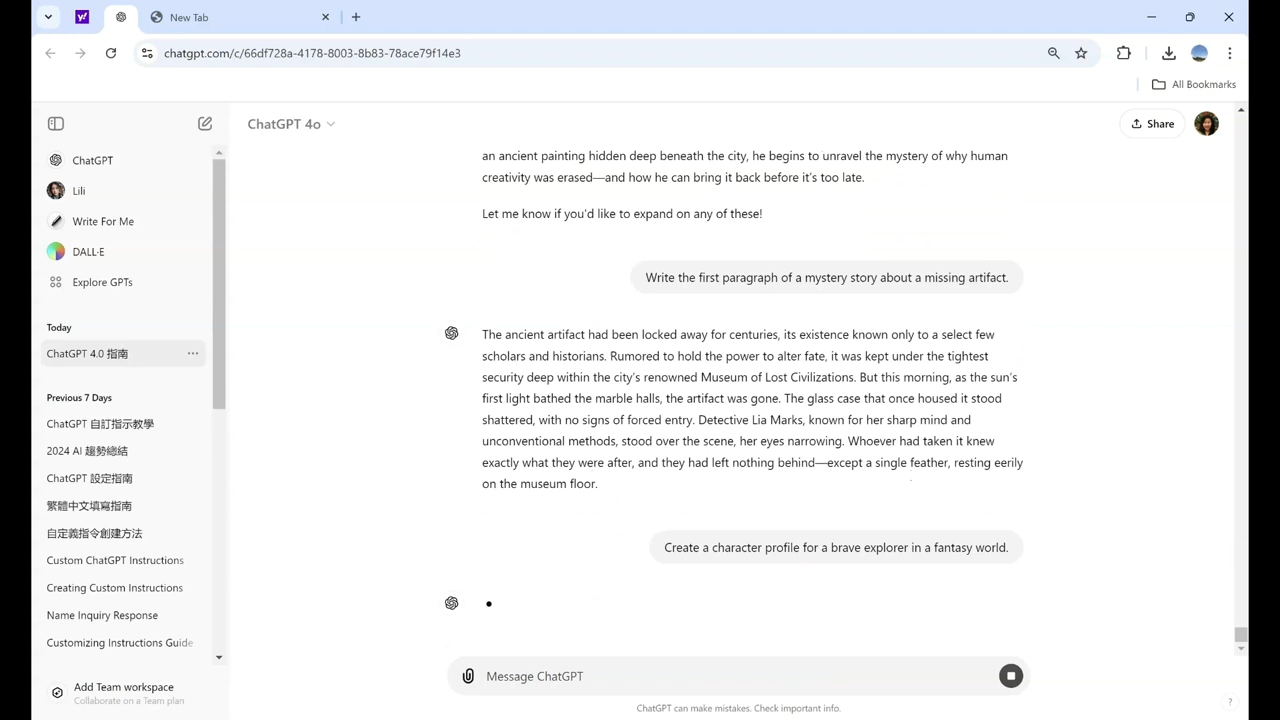 New Tab
chatgpt.com/c/66df728a-4178-8003-8b83-78ace79f14e3
All Bookmarks
ChatGPT 4o
Share
ChatGPT
Lili
Write For Me
DALL·E
Explore GPTs
Today
ChatGPT 4.0 指南
Previous 7 Days
ChatGPT 自訂指示教學
2024 AI 趨勢總結
ChatGPT 設定指南
繁體中文填寫指南
自定義指令創建方法
Custom ChatGPT Instructions
Creating Custom Instructions
Name Inquiry Response
Customizing Instructions Guide
Add Team workspace
Collaborate on a Team plan
an ancient painting hidden deep beneath the city, he begins to unravel the mystery of why human
creativity was erased—and how he can bring it back before it's too late.
Let me know if you'd like to expand on any of these!
Write the first paragraph of a mystery story about a missing artifact.
The ancient artifact had been locked away for centuries, its existence known only to a select few
scholars and historians. Rumored to hold the power to alter fate, it was kept under the tightest
security deep within the city's renowned Museum of Lost Civilizations. But this morning, as the sun's
first light bathed the marble halls, the artifact was gone. The glass case that once housed it stood
shattered, with no signs of forced entry. Detective Lia Marks, known for her sharp mind and
unconventional methods, stood over the scene, her eyes narrowing. Whoever had taken it knew
exactly what they were after, and they had left nothing behind—except a single feather, resting eerily
on the museum floor.
Create a character profile for a brave explorer in a fantasy world.
Message ChatGPT
ChatGPT can make mistakes. Check important info.
?